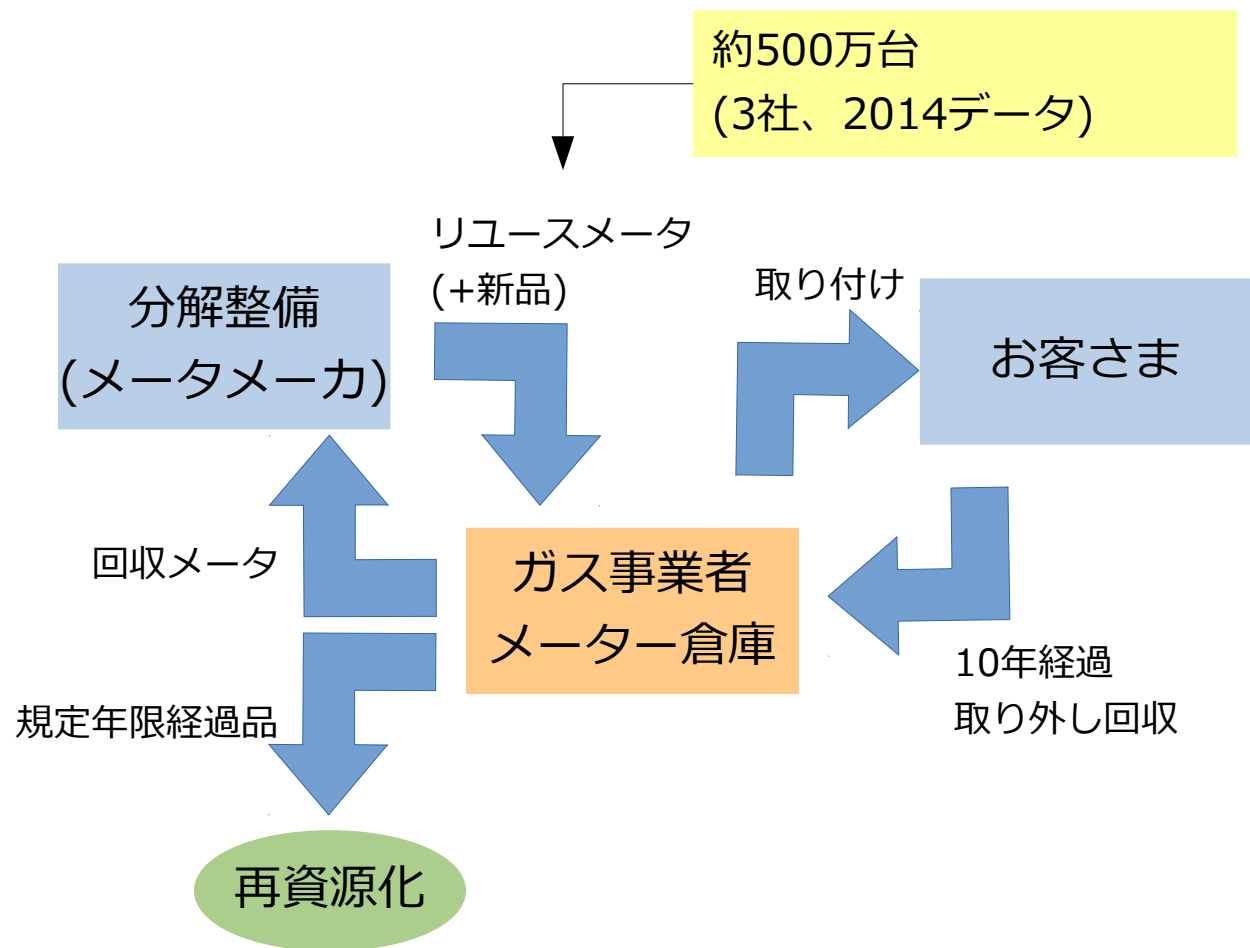 約500万台
(3社、2014データ)
リユースメータ
(+新品)
取り付け
分解整備
(メータメーカ)
お客さま
回収メータ
ガス事業者
メーター倉庫
10年経過
取り外し回収
規定年限経過品
再資源化